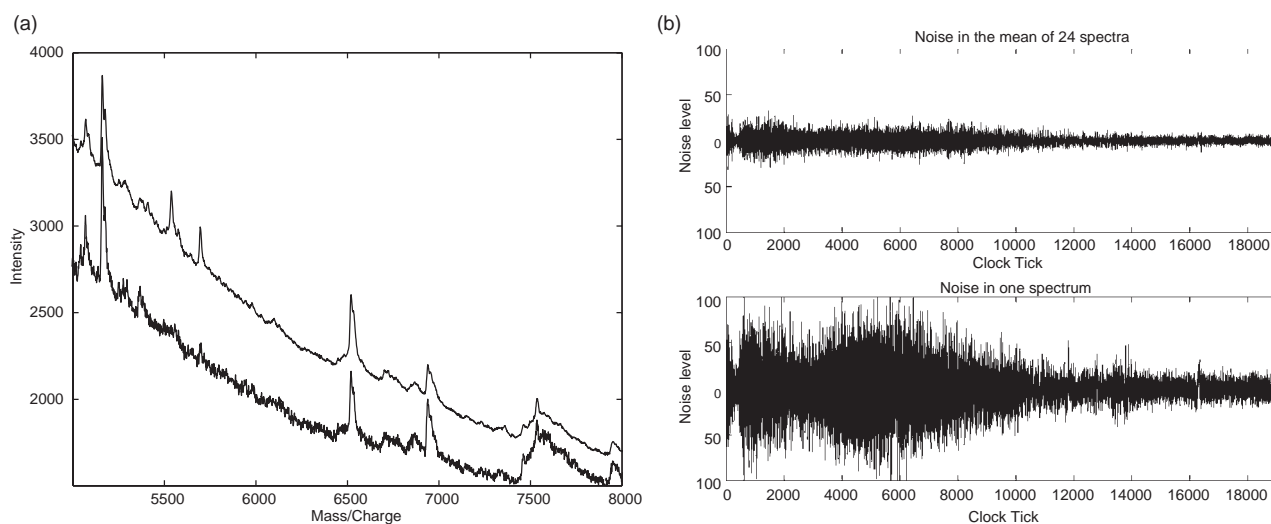 (a)
4000
3500
3000
2500
2000
Intensity
5500 6000 6500 7000 7500 8000
Mass/Charge
(b)
Noise in the mean of 24 spectra
100
50
0
50
100
Noise level
0 2000 4000 6000 8000 10000 12000 14000 16000 18000
Clock Tick
Noise in one spectrum
100
50
0
50
100
Noise level
0 2000 4000 6000 8000 10000 12000 14000 16000 18000
Clock Tick